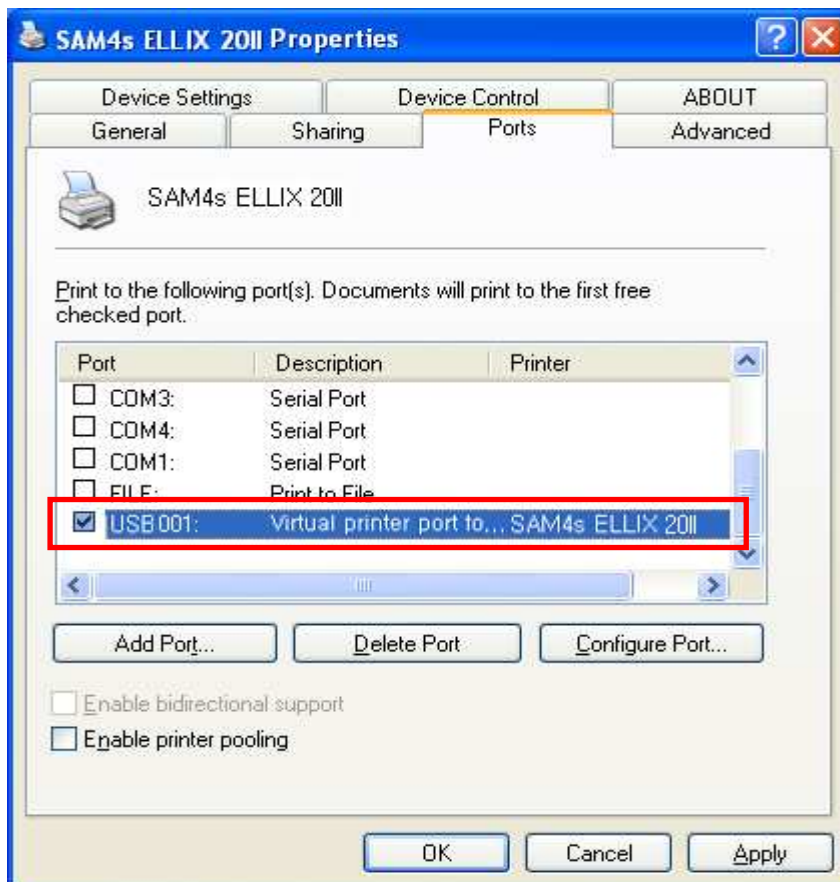 SAM4s ELLIX 20II Properties
Device Settings Device Control ABOUT
General Sharing Ports Advanced
SAM4s ELLIX 20II
Print to the following port(s). Documents will print to the first free
checked port.
Port Description Printer
COM3: Serial Port
COM4: Serial Port
COM1: Serial Port
FILE: Print to File
USB001: Virtual printer port to... SAM4s ELLIX 20II
Add Port... Delete Port Configure Port...
Enable bidirectional support
Enable printer pooling
OK Cancel Apply